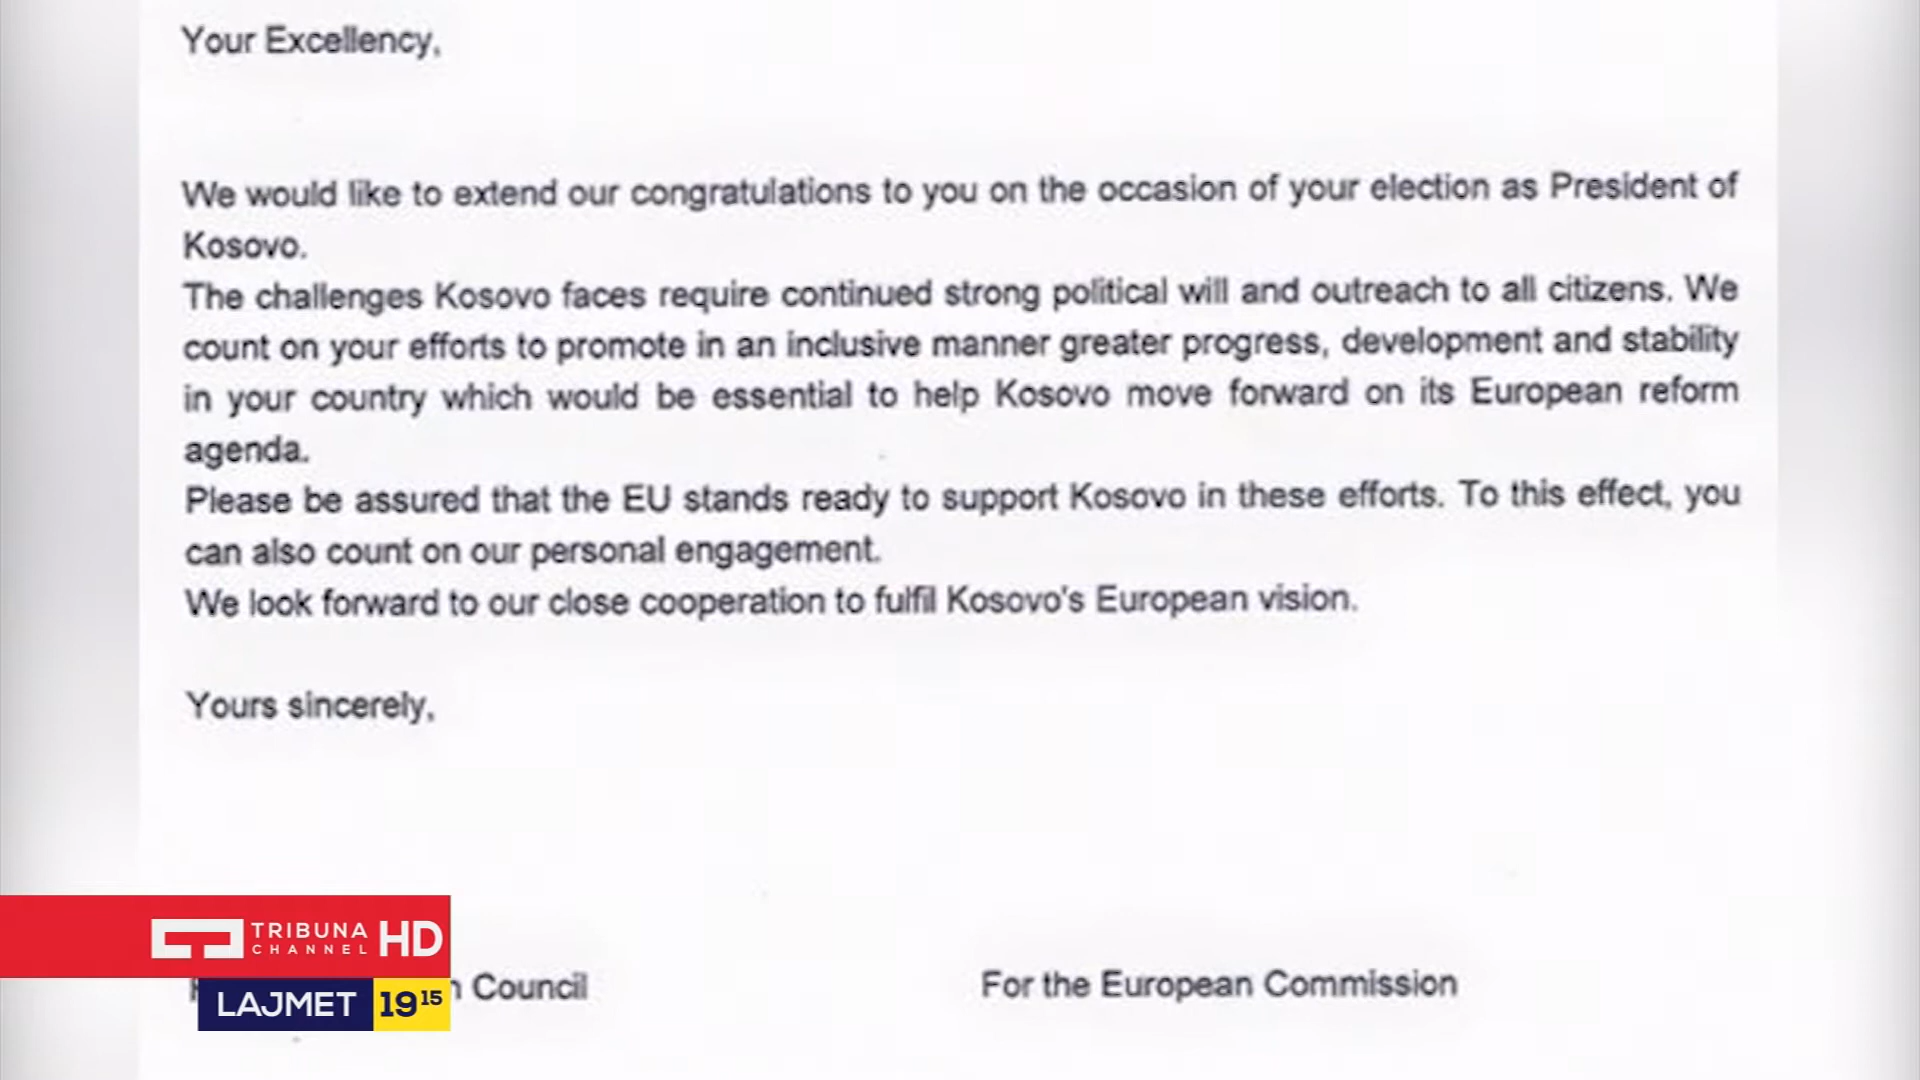 Your Excellency,
We would like to extend our congratulations to you on the occasion of your election as President of
Kosovo.
The challenges Kosovo faces require continued strong political will and outreach to all citizens. We
count on your efforts to promote in an inclusive manner greater progress, development and stability
in your country which would be essential to help Kosovo move forward on its European reform
agenda.
Please be assured that the EU stands ready to support Kosovo in these efforts. To this effect, you
can also count on our personal engagement.
We look forward to our close cooperation to fulfil Kosovo's European vision.
Yours sincerely,
Council
For the European Commission
TRIBUNA
CHANNEL
HD
LAJMET 19 15